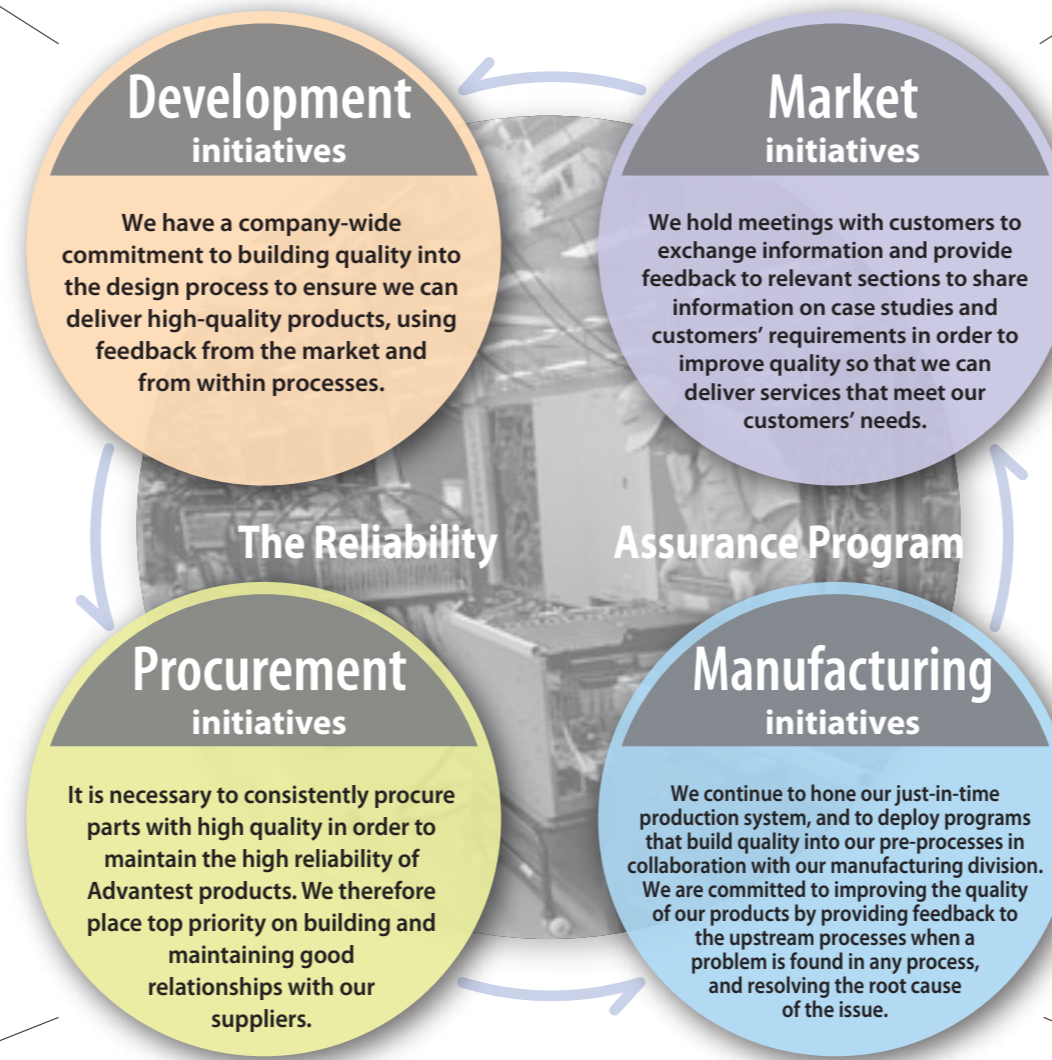 Development
initiatives
We have a company-wide
commitment to building quality into
the design process to ensure we can
deliver high-quality products, using
feedback from the market and
from within processes.
Market
initiatives
We hold meetings with customers to
exchange information and provide
feedback to relevant sections to share
information on case studies and
customers’ requirements in order to
improve quality so that we can
deliver services that meet our
customers’ needs.
The Reliability Assurance Program
Procurement
initiatives
It is necessary to consistently procure
parts with high quality in order to
maintain the high reliability of
Advantest products. We therefore
place top priority on building and
maintaining good
relationships with our
suppliers.
Manufacturing
initiatives
We continue to hone our just-in-time
production system, and to deploy programs
that build quality into our pre-processes in
collaboration with our manufacturing division.
We are committed to improving the quality
of our products by providing feedback to
the upstream processes when a
problem is found in any process,
and resolving the root cause
of the issue.